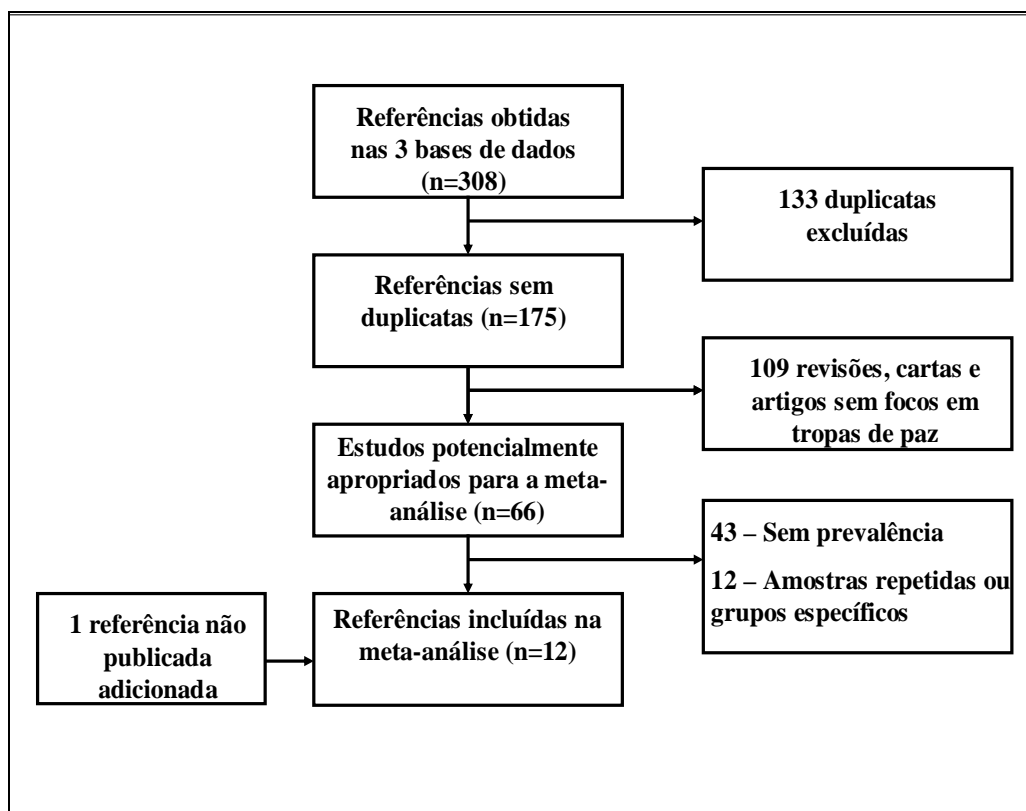 Referências obtidas
nas 3 bases de dados
(n=308)
133 duplicatas
excluídas
Referências sem
duplicatas (n=175)
109 revisões, cartas e
artigos sem focos em
tropas de paz
Estudos potencialmente
apropriados para a meta-
análise (n=66)
43 – Sem prevalência
12 – Amostras repetidas ou
grupos específicos
1 referência não
publicada
adicionada
Referências incluídas na
meta-análise (n=12)